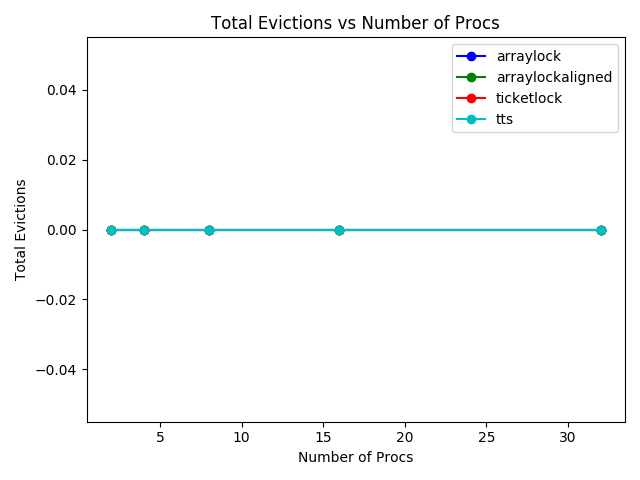 Total Evictions vs Number of Procs
arraylock
arraylockaligned
ticketlock
tts
Total Evictions
0.04
0.02
0.00
−0.02
−0.04
5 10 15 20 25 30
Number of Procs